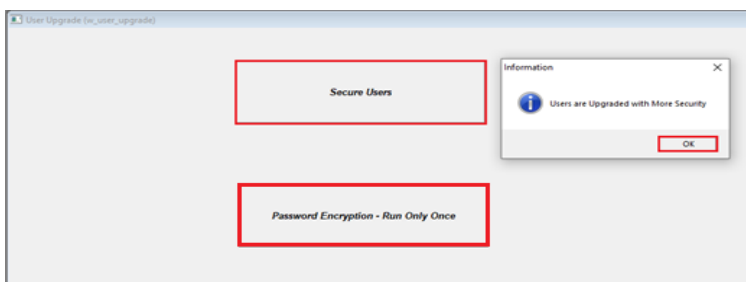 User Upgrade (w_user_upgrade)
Information
Secure Users
Users are Upgraded with More Security
OK
Password Encryption - Run Only Once